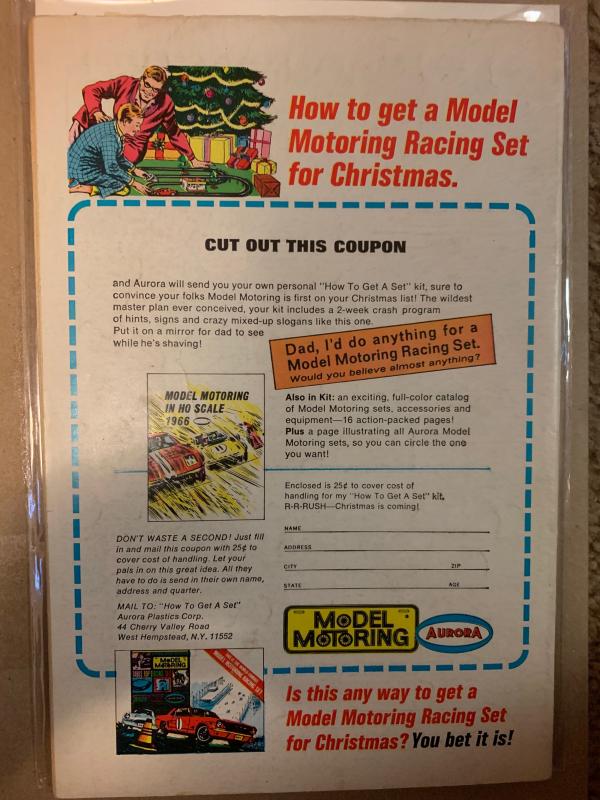 How to get a Model
Motoring Racing Set
for Christmas.
CUT OUT THIS COUPON
and Aurora will send you your own personal "How To Get A Set" kit, sure to
convince your folks Model Motoring is first on your Christmas list! The wildest
master plan ever conceived, your kit includes a 2-week crash program
of hints, signs and crazy mixed-up slogans like this one.
Put it on a mirror for dad to see
while he's shaving!
Dad, I'd do anything for a
Model Motoring Racing Set.
Would you believe almost anything?
MODEL MOTORING
IN HO SCALE
1966
Also in Kit: an exciting, full-color catalog
of Model Motoring sets, accessories and
equipment—16 action-packed pages!
Plus a page illustrating all Aurora Model
Motoring sets, so you can circle the one
you want!
Enclosed is 25¢ to cover cost of
handling for my "How To Get A Set" kit,
R-R-RUSH—Christmas is coming!
NAME
ADDRESS
CITY ZIP
STATE AGE
DON'T WASTE A SECOND! Just fill
in and mail this coupon with 25¢ to
cover cost of handling. Let your
pals in on this great idea. All they
have to do is send in their own name,
address and quarter.
MAIL TO: "How To Get A Set"
Aurora Plastics Corp.
44 Cherry Valley Road
West Hempstead, N.Y. 11552
MODEL
MOTORING
AURORA
MODEL
MOTORING
Is this any way to get a
Model Motoring Racing Set
for Christmas? You bet it is!